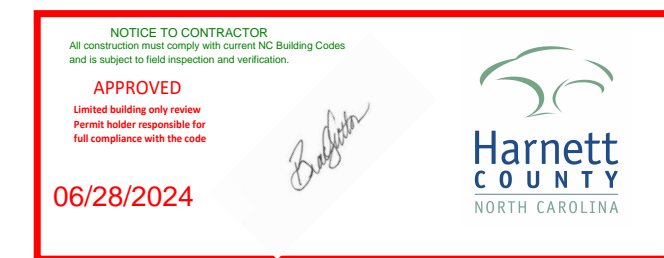 NOTICE TO CONTRACTOR
All construction must comply with current NC Building Codes
and is subject to field inspection and verification.
APPROVED
Limited building only review
Permit holder responsible for
full compliance with the code
06/28/2024
Harnett
COUNTY
NORTH CAROLINA